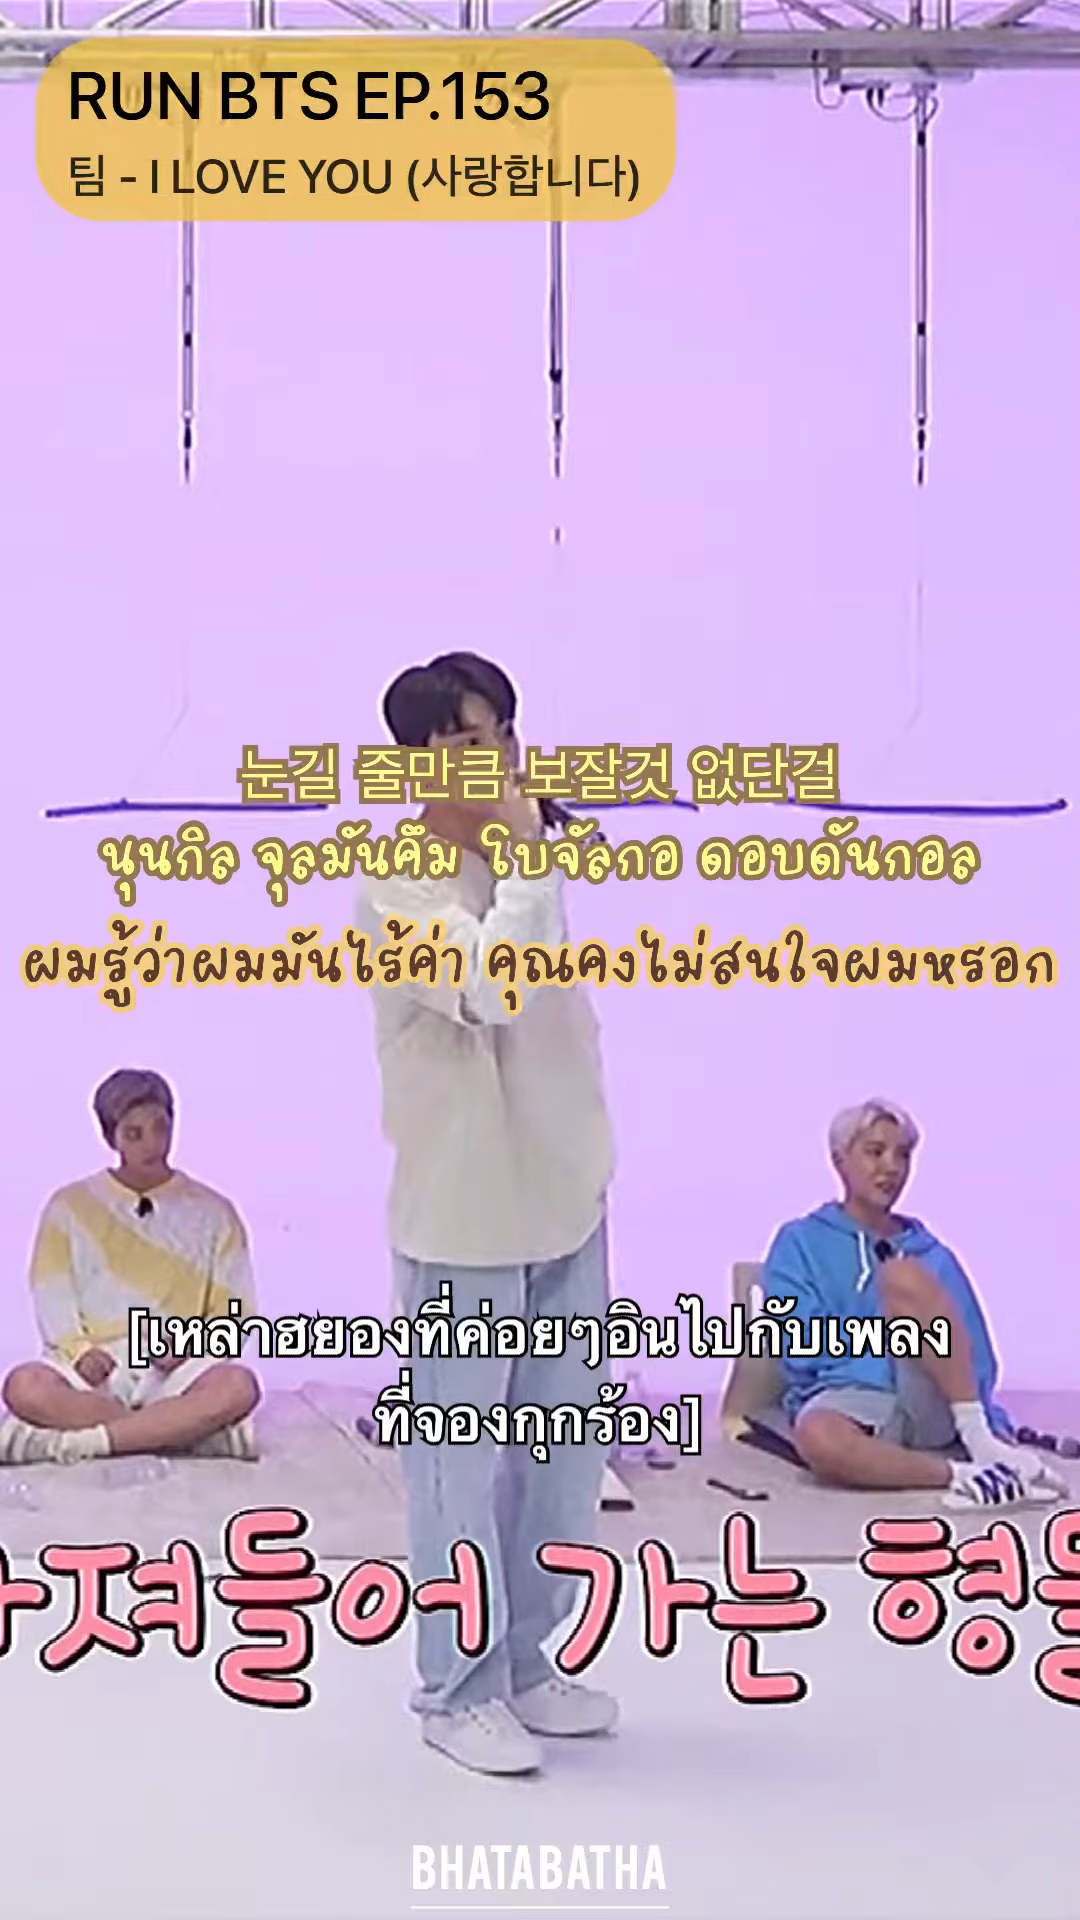 RUN BTS EP.153
팀 - I LOVE YOU (사랑합니다)
눈길 줄만큼 보잘것 없단걸
นุนกิล จุลมันคึม โบจัลกอ ดอบดันกอล
ผมรู้ว่าผมมันไร้ค่า คุณคงไม่สนใจผมหรอก
[เหล่าฮยองที่ค่อยๆอินไปกับเพลง
ที่จองกุกร้อง]
져들어 가는 형들
BHATABATHA